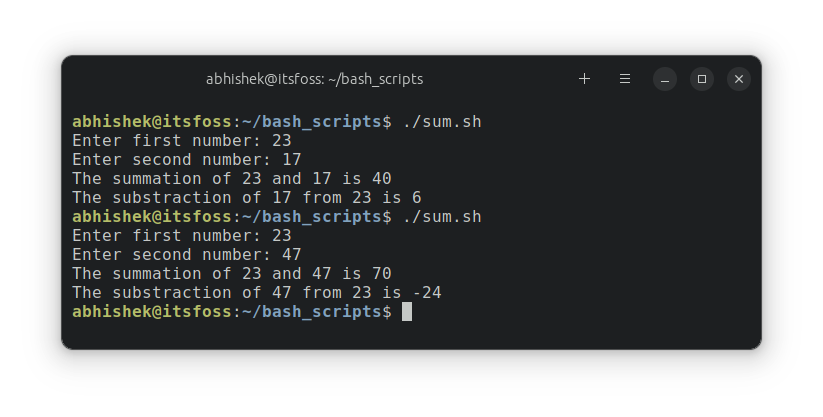 abhishek@itsfoss: ~/bash_scripts
abhishek@itsfoss:~/bash_scripts$ ./sum.sh
Enter first number: 23
Enter second number: 17
The summation of 23 and 17 is 40
The substraction of 17 from 23 is 6
abhishek@itsfoss:~/bash_scripts$ ./sum.sh
Enter first number: 23
Enter second number: 47
The summation of 23 and 47 is 70
The substraction of 47 from 23 is -24
abhishek@itsfoss:~/bash_scripts$